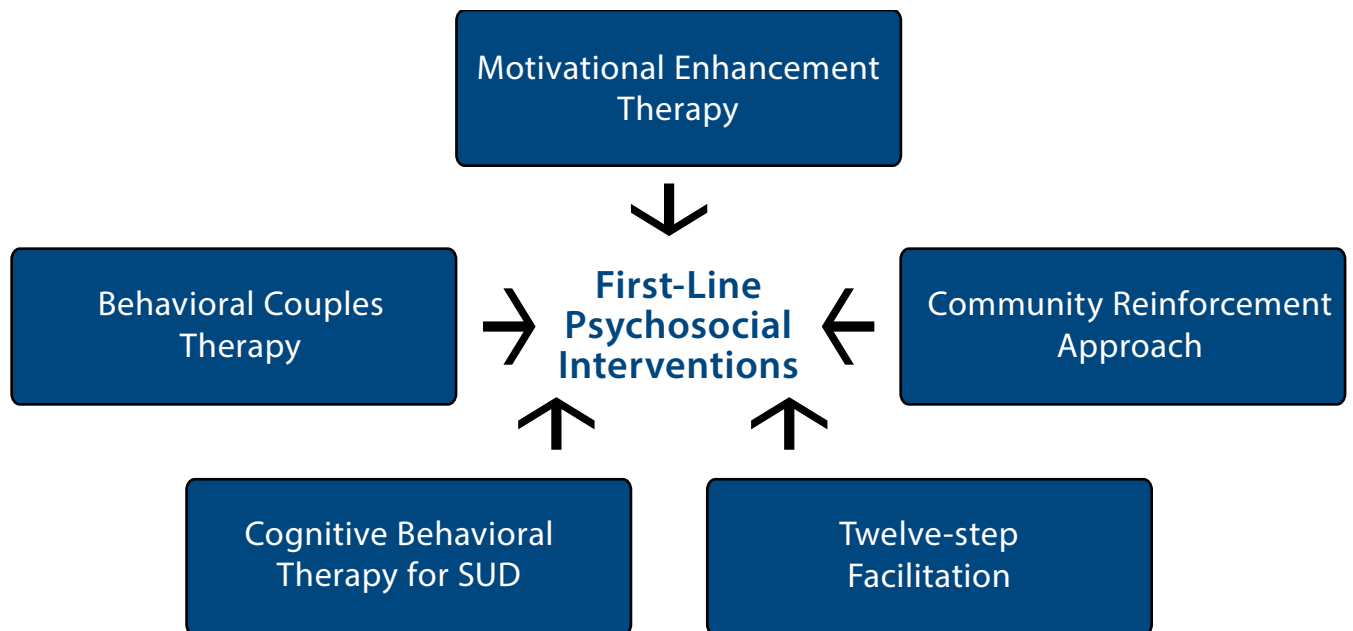 Motivational Enhancement
Therapy
Behavioral Couples
Therapy
First-Line
Psychosocial
Interventions
Community Reinforcement
Approach
Cognitive Behavioral
Therapy for SUD
Twelve-step
Facilitation